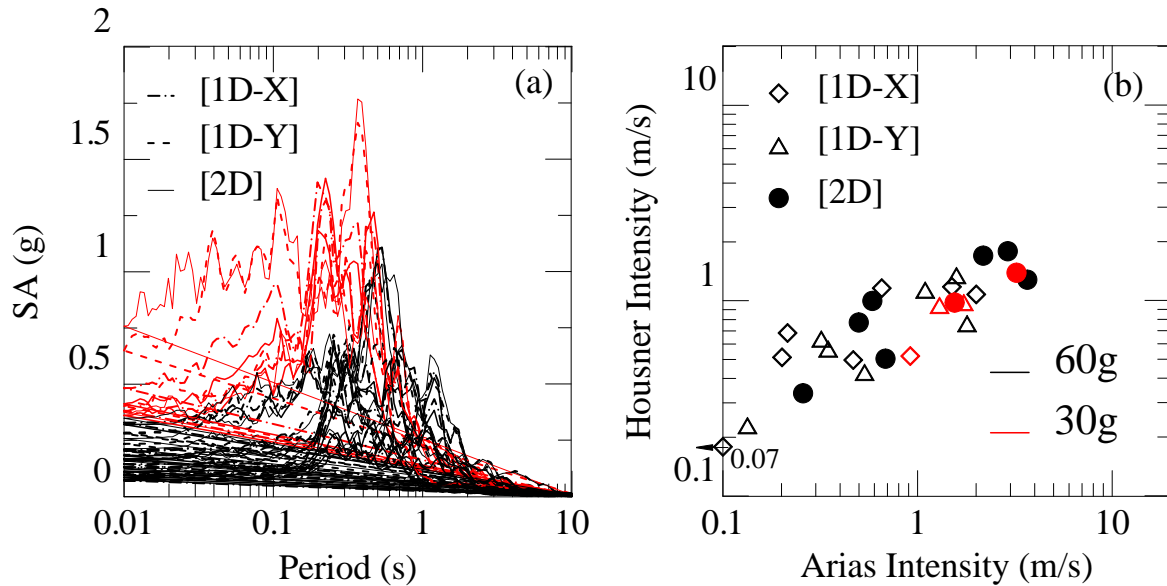 2
1.5
1
0.5
0
SA (g)
(a)
[1D-X]
[1D-Y]
[2D]
0.01
0.1
1
10
Period (s)
10
1
0.1
Housner Intensity (m/s)
(b)
[1D-X]
[1D-Y]
[2D]
60g
30g
0.07
0.1
1
10
Arias Intensity (m/s)